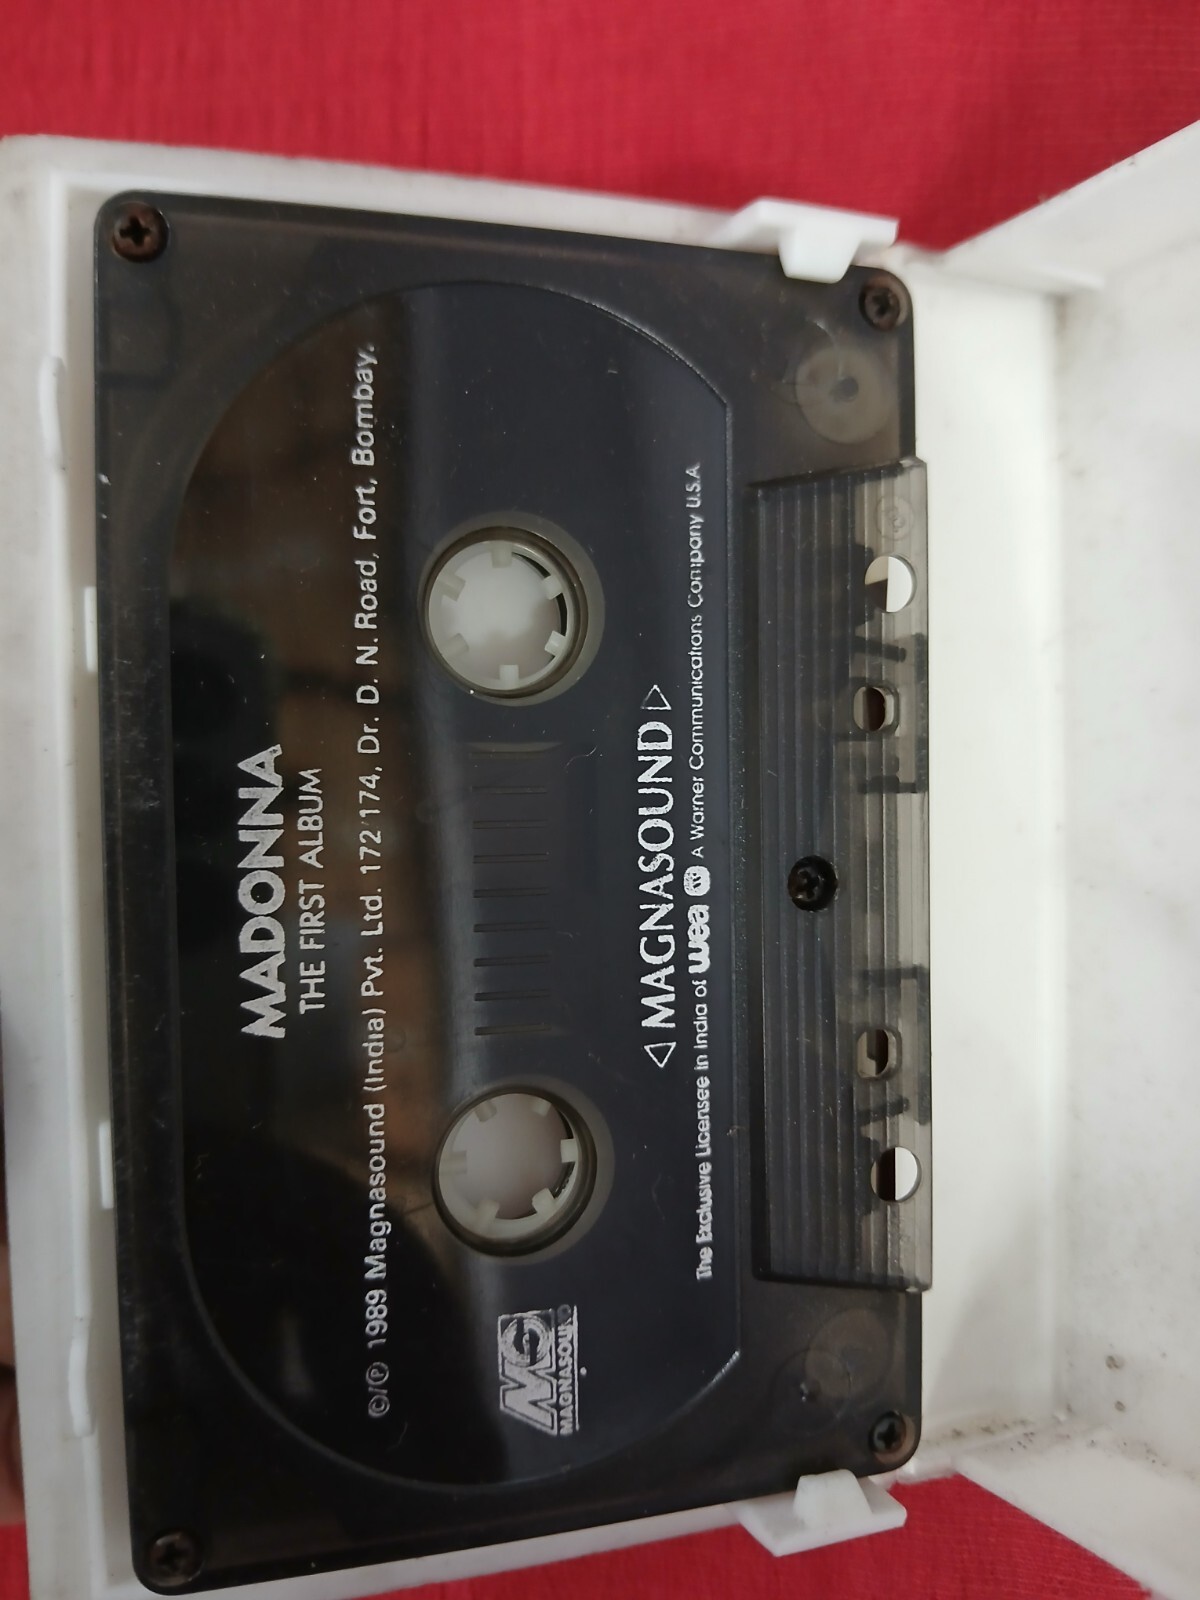 MADONNA
THE FIRST ALBUM
©/℗ 1989 Magnasound (India) Pvt. Ltd. 172/174, Dr. D. N. Road, Fort, Bombay.
MG
MAGNASOUND
◁ MAGNASOUND ▷
The Exclusive Licensee in India of wea A Warner Communications Company U.S.A.